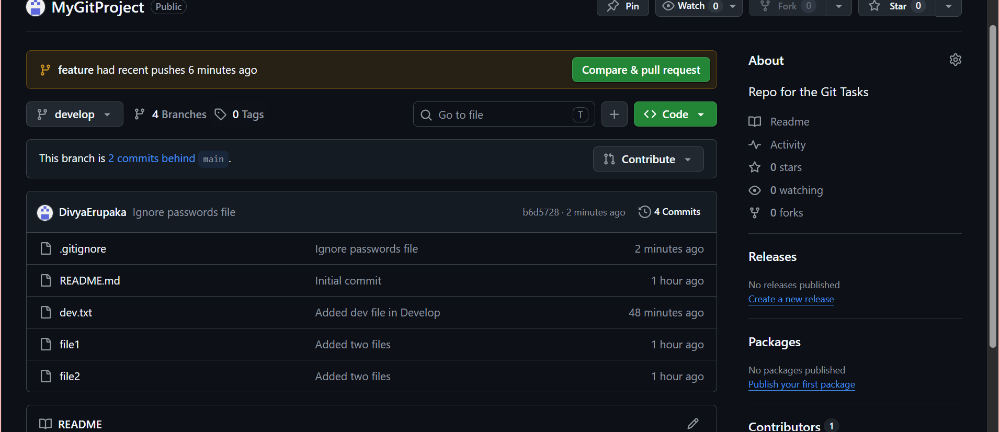 MyGitProject Public Pin Watch 0 Fork 0 Star 0
feature had recent pushes 6 minutes ago Compare & pull request
develop 4 Branches 0 Tags Go to file T + Code
This branch is 2 commits behind main .
Contribute
DivyaErupaka Ignore passwords file b6d5728 · 2 minutes ago 4 Commits
.gitignore Ignore passwords file 2 minutes ago
README.md Initial commit 1 hour ago
dev.txt Added dev file in Develop 48 minutes ago
file1 Added two files 1 hour ago
file2 Added two files 1 hour ago
README
About
Repo for the Git Tasks
Readme
Activity
0 stars
0 watching
0 forks
Releases
No releases published
Create a new release
Packages
No packages published
Publish your first package
Contributors 1